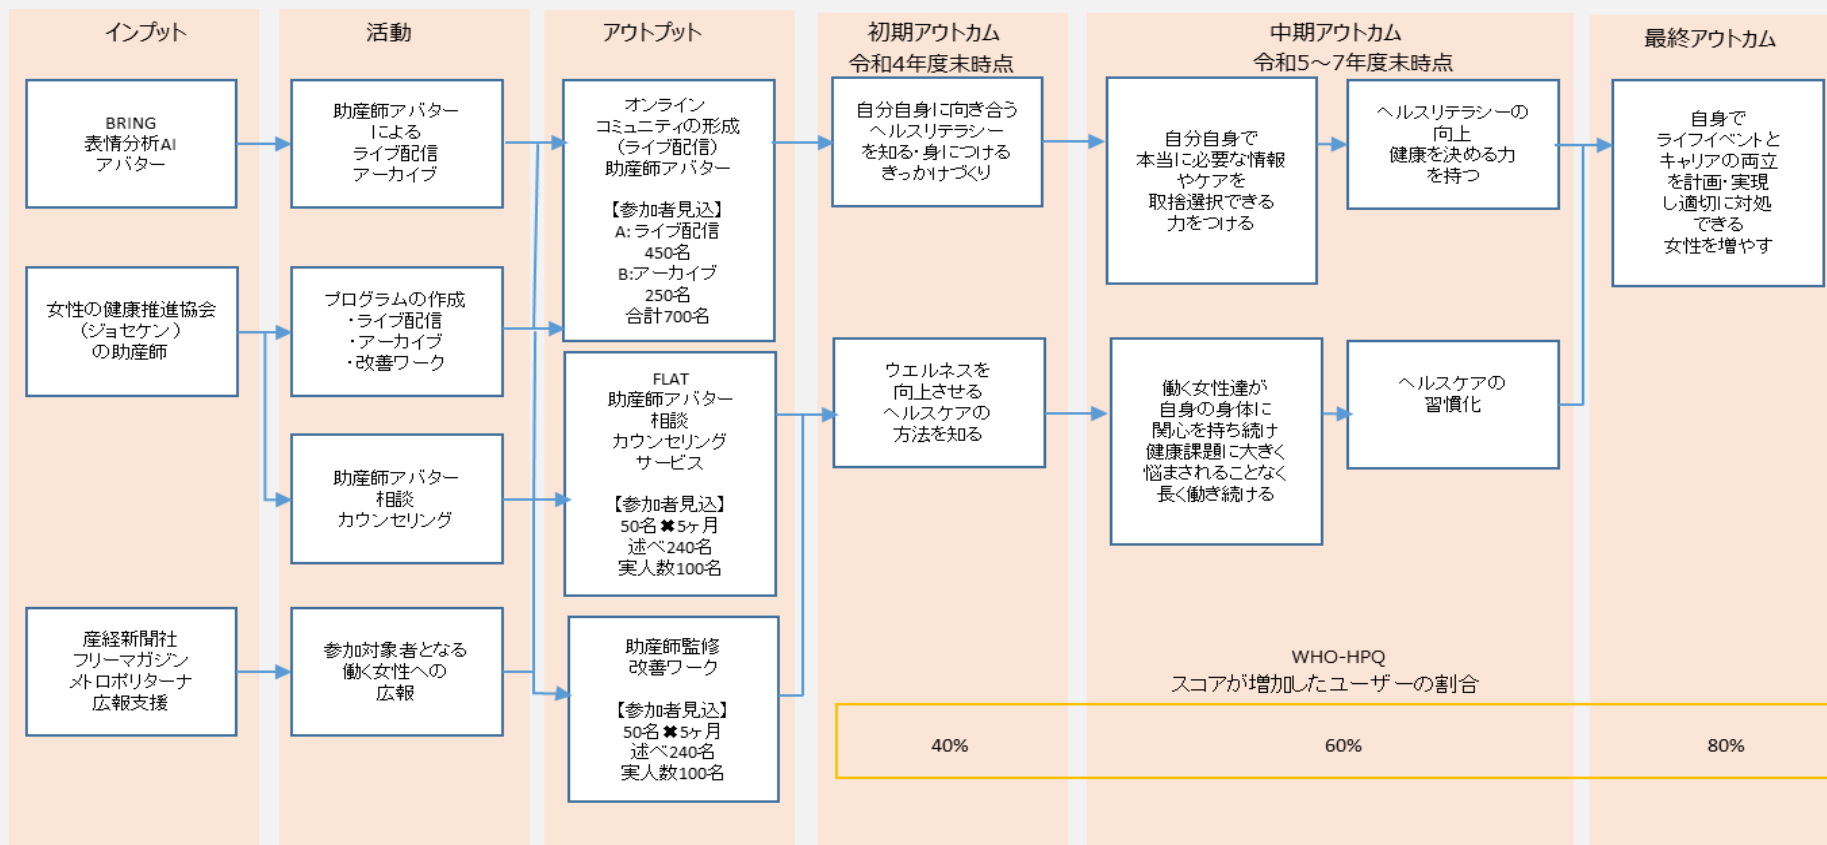 インプット
BRING
表情分析AI
アバター
女性の健康推進協会
(ジョセケン)
の助産師
産経新聞社
フリーマガジン
メトロポリターナ
広報支援
活動
助産師アバター
による
ライブ配信
アーカイブ
プログラムの作成
・ライブ配信
・アーカイブ
・改善ワーク
助産師アバター
相談
カウンセリング
参加対象者となる
働く女性への
広報
アウトプット
オンライン
コミュニティの形成
(ライブ配信)
助産師アバター
【参加者見込】
A:ライブ配信
450名
B:アーカイブ
250名
合計700名
FLAT
助産師アバター
相談
カウンセリング
サービス
【参加者見込】
50名✖5ヶ月
述べ240名
実人数100名
助産師監修
改善ワーク
【参加者見込】
50名✖5ヶ月
述べ240名
実人数100名
初期アウトカム
令和4年度末時点
自分自身に向き合う
ヘルスリテラシー
を知る・身につける
きっかけづくり
ウエルネスを
向上させる
ヘルスケアの
方法を知る
中期アウトカム
令和5～7年度末時点
自分自身で
本当に必要な情報
やケアを
取捨選択できる
力をつける
ヘルスリテラシーの
向上
健康を決める力
を持つ
働く女性達が
自身の身体に
関心を持ち続け
健康課題に大きく
悩まされることなく
長く働き続ける
ヘルスケアの
習慣化
最終アウトカム
自身で
ライフイベントと
キャリアの両立
を計画・実現
し適切に対処
できる
女性を増やす
WHO-HPQ
スコアが増加したユーザーの割合
40%
60%
80%